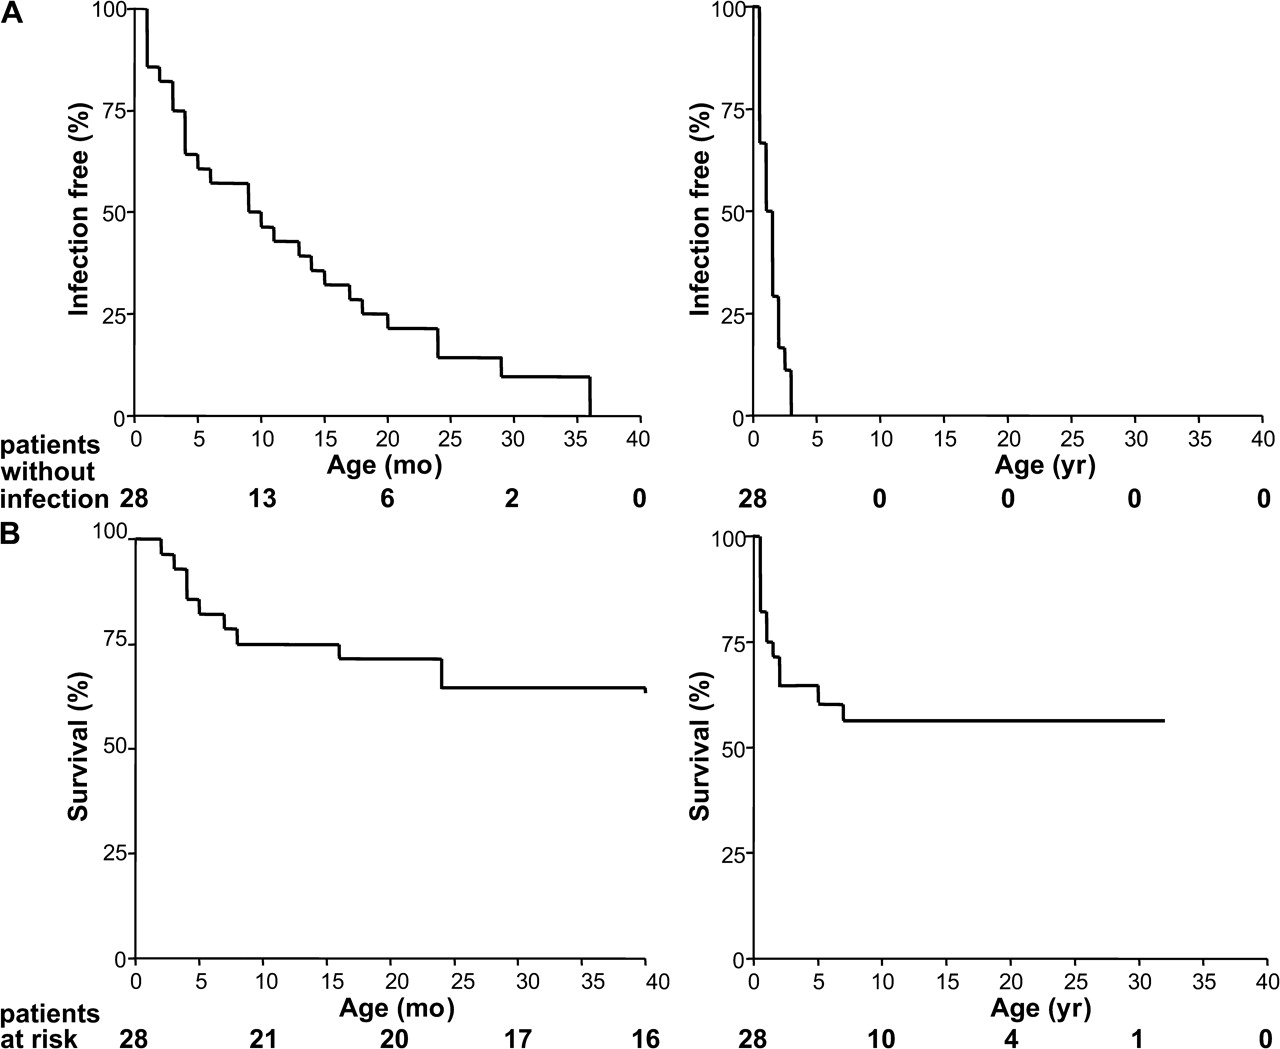 A
Infection free (%)
100
75
50
25
0
0 5 10 15 20 25 30 35 40
Age (mo)
patients
without
infection 28 13 6 2 0
Infection free (%)
100
75
50
25
0
0 5 10 15 20 25 30 35 40
Age (yr)
28 0 0 0 0
B
Survival (%)
100
75
50
25
0
0 5 10 15 20 25 30 35 40
Age (mo)
patients
at risk 28 21 20 17 16
Survival (%)
100
75
50
25
0
0 5 10 15 20 25 30 35 40
Age (yr)
28 10 4 1 0